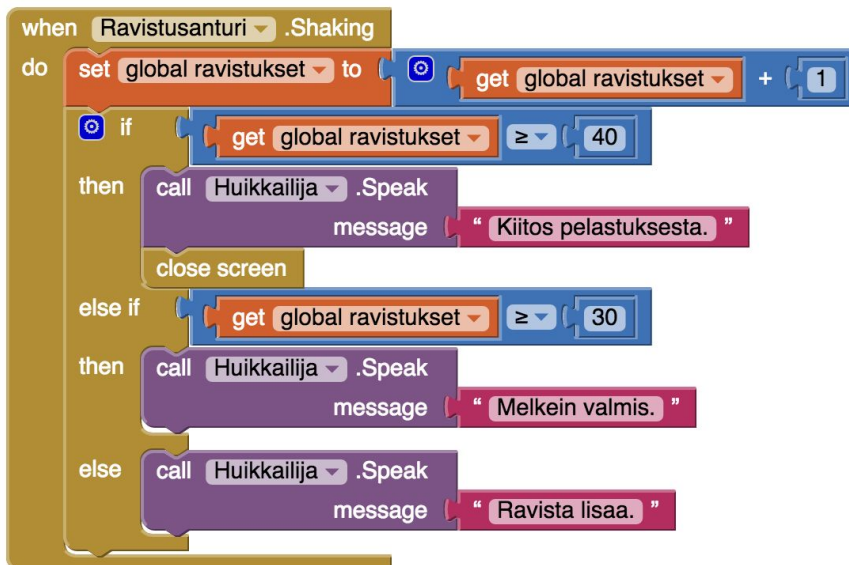 when Ravistusanturi .Shaking
do set global ravistukset to get global ravistukset + 1
if get global ravistukset ≥ 40
then call Huikkailija .Speak
message “ Kiitos pelastuksesta. ”
close screen
else if get global ravistukset ≥ 30
then call Huikkailija .Speak
message “ Melkein valmis. ”
else call Huikkailija .Speak
message “ Ravista lisaa. ”